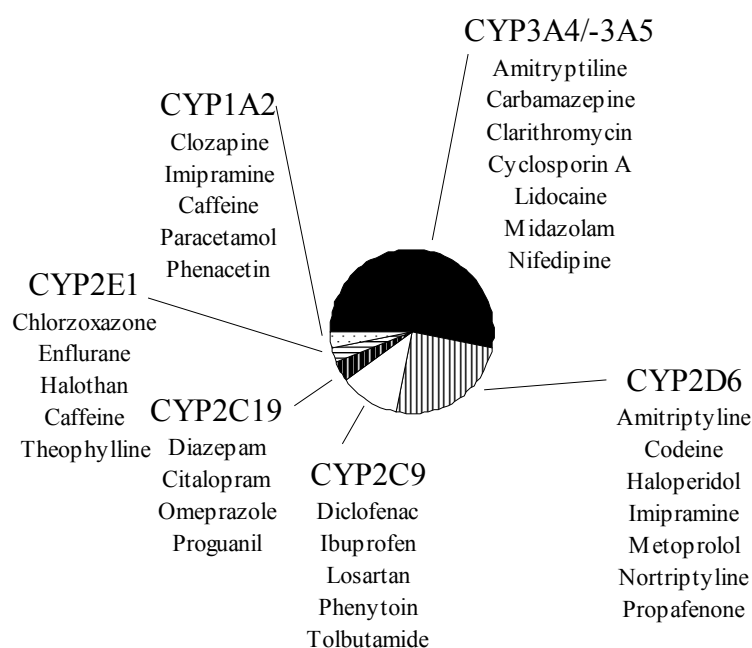 CYP3A4/-3A5
Amitryptiline
Carbamazepine
Clarithromycin
Cyclosporin A
Lidocaine
Midazolam
Nifedipine
CYP1A2
Clozapine
Imipramine
Caffeine
Paracetamol
Phenacetin
CYP2E1
Chlorzoxazone
Enflurane
Halothan
Caffeine
Theophylline
CYP2C19
Diazepam
Citalopram
Omeprazole
Proguanil
CYP2C9
Diclofenac
Ibuprofen
Losartan
Phenytoin
Tolbutamide
CYP2D6
Amitriptyline
Codeine
Haloperidol
Imipramine
Metoprolol
Nortriptyline
Propafenone